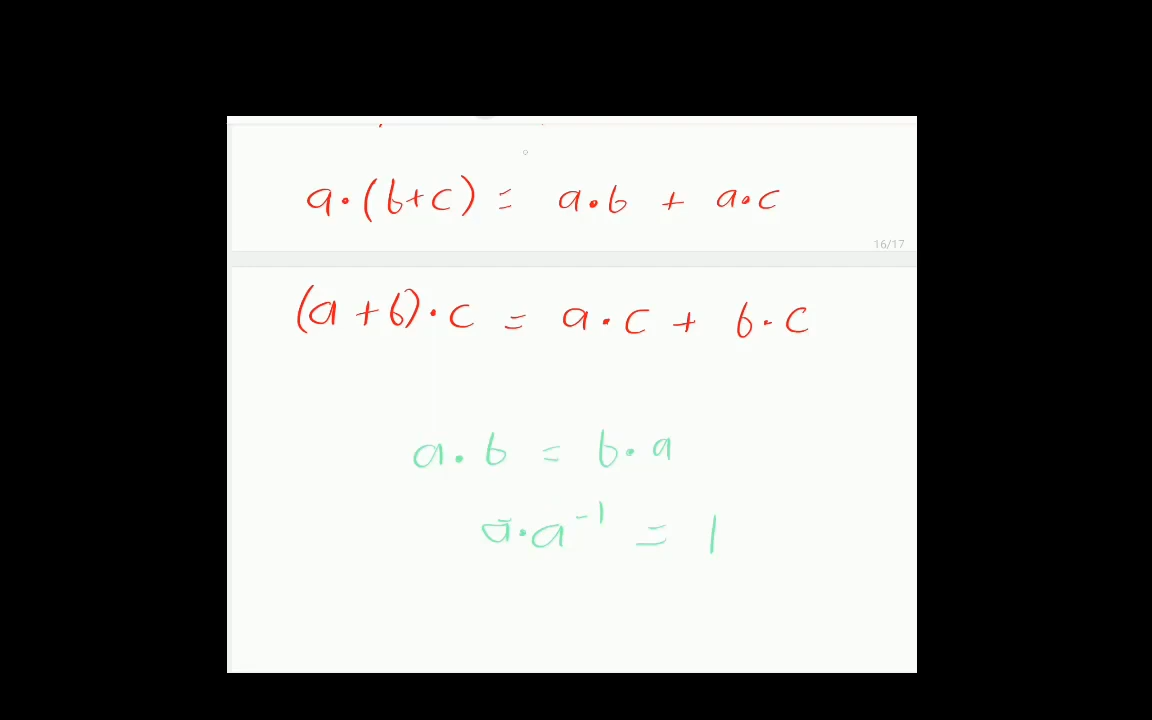 a·(b+c) = a·b + a·c
16/17
(a+b)·c = a·c + b·c
a·b = b·a
a·a⁻¹ = 1